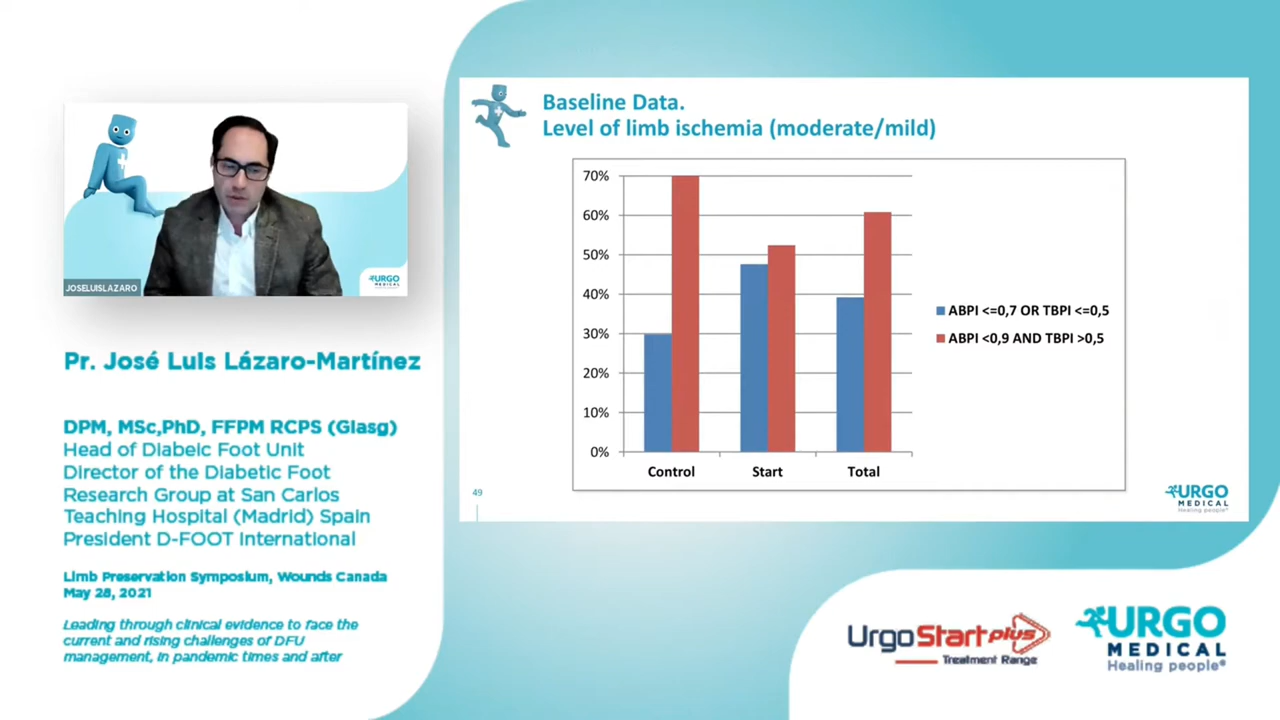 JOSELUISLAZARO
URGO
MEDICAL
Pr. José Luis Lázaro-Martínez
DPM, MSc,PhD, FFPM RCPS (Glasg)
Head of Diabeic Foot Unit
Director of the Diabetic Foot
Research Group at San Carlos
Teaching Hospital (Madrid) Spain
President D-FOOT International
Limb Preservation Symposium, Wounds Canada
May 28, 2021
Leading through clinical evidence to face the
current and rising challenges of DFU
management, in pandemic times and after
Baseline Data.
Level of limb ischemia (moderate/mild)
70%
60%
50%
40%
30%
20%
10%
0%
Control Start Total
ABPI <=0,7 OR TBPI <=0,5
ABPI <0,9 AND TBPI >0,5
49
URGO
MEDICAL
Healing people®
UrgoStart plus
Treatment Range
URGO
MEDICAL
Healing people®